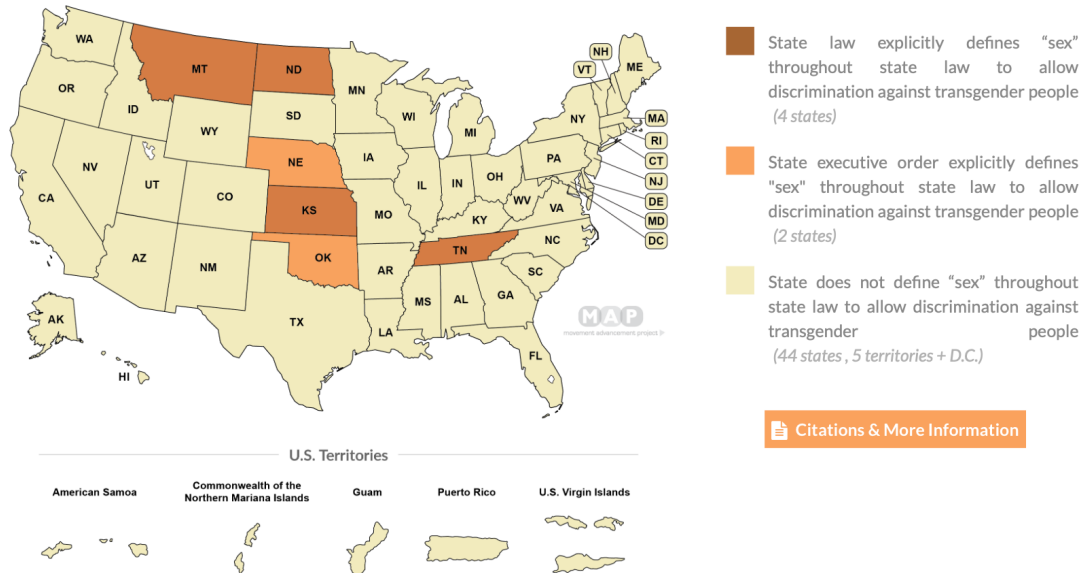 WA
MT
ND
MN
OR
ID
WY
SD
WI
MI
NH
VT
ME
NY
MA
RI
CT
NJ
DE
MD
DC
NV
UT
CO
NE
IA
IL
IN
OH
PA
CA
KS
MO
KY
WV
VA
AZ
NM
OK
AR
TN
NC
SC
TX
LA
MS
AL
GA
FL
AK
HI
MAP
movement advancement project
State law explicitly defines “sex”
throughout state law to allow
discrimination against transgender people
(4 states)
State executive order explicitly defines
"sex" throughout state law to allow
discrimination against transgender people
(2 states)
State does not define “sex” throughout
state law to allow discrimination against
transgender people
(44 states , 5 territories + D.C.)
Citations & More Information
U.S. Territories
American Samoa
Commonwealth of the
Northern Mariana Islands
Guam
Puerto Rico
U.S. Virgin Islands